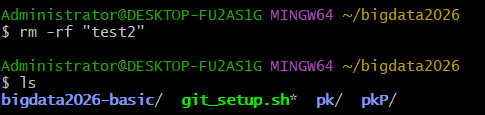 Administrator@DESKTOP-FU2AS1G MINGW64 ~/bigdata2026
$ rm -rf "test2"
Administrator@DESKTOP-FU2AS1G MINGW64 ~/bigdata2026
$ ls
bigdata2026-basic/  git_setup.sh*  pk/  pkP/